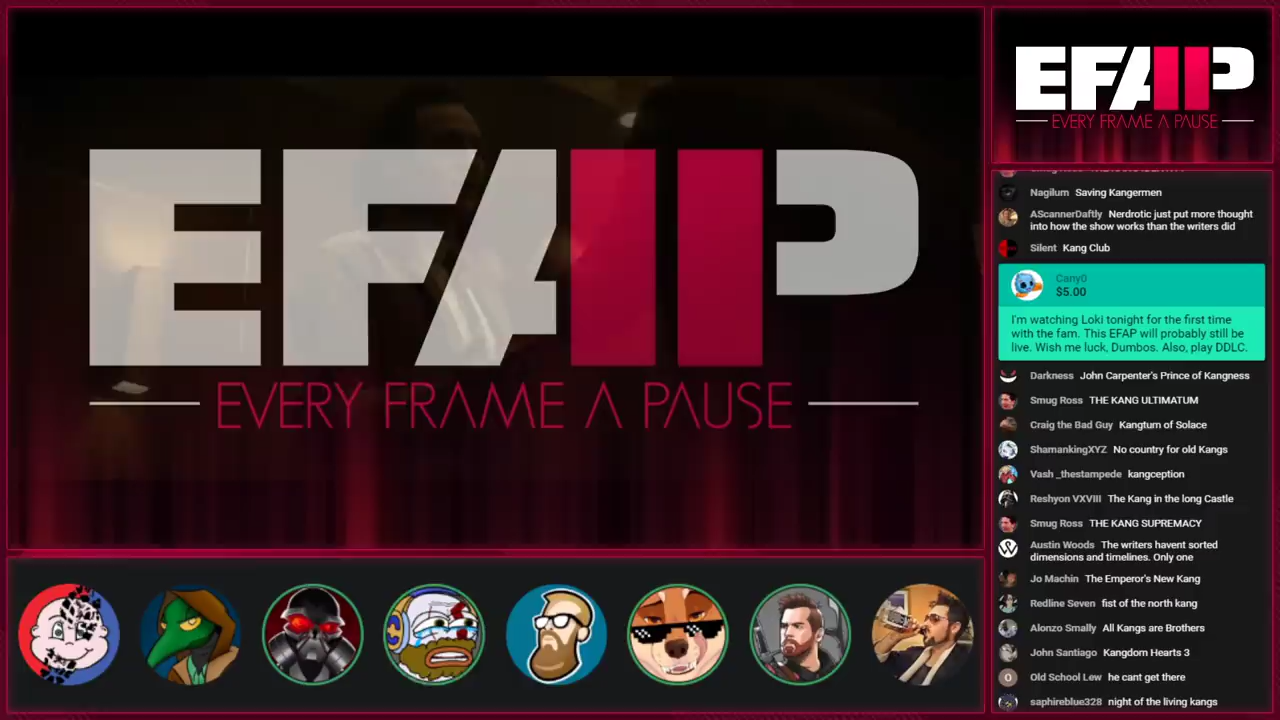 EFAP
EVERY FRAME A PAUSE
EFAP
EVERY FRAME A PAUSE
Nagilum Saving Kangermen
AScannerDaftly Nerdrotic just put more thought
into how the show works than the writers did
Silent Kang Club
Cany0
$5.00
I'm watching Loki tonight for the first time
with the fam. This EFAP will probably still be
live. Wish me luck, Dumbos. Also, play DDLC.
Darkness John Carpenter's Prince of Kangness
Smug Ross THE KANG ULTIMATUM
Craig the Bad Guy Kangtum of Solace
ShamankingXYZ No country for old Kangs
Vash _thestampede kangception
Reshyon VXVIII The Kang in the long Castle
Smug Ross THE KANG SUPREMACY
Austin Woods The writers havent sorted
dimensions and timelines. Only one
Jo Machin The Emperor's New Kang
Redline Seven fist of the north kang
Alonzo Smally All Kangs are Brothers
John Santiago Kangdom Hearts 3
O Old School Lew he cant get there
saphireblue328 night of the living kangs